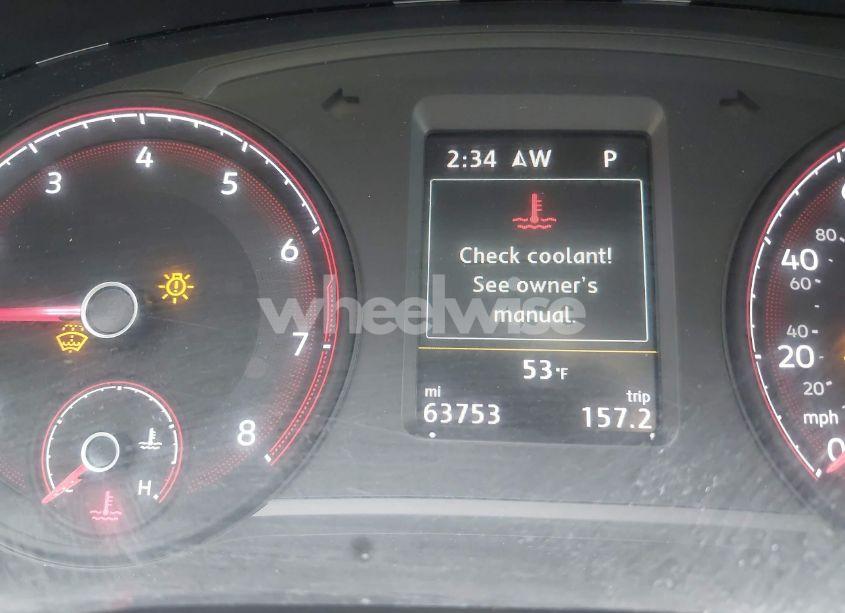 2:34 W P
Check coolant!
See owner's
manual.
53°F
mi trip
63753 157.2
3 4 5 6 7 8
H
80
40
60
40
20
20
mph
0
wheelwise